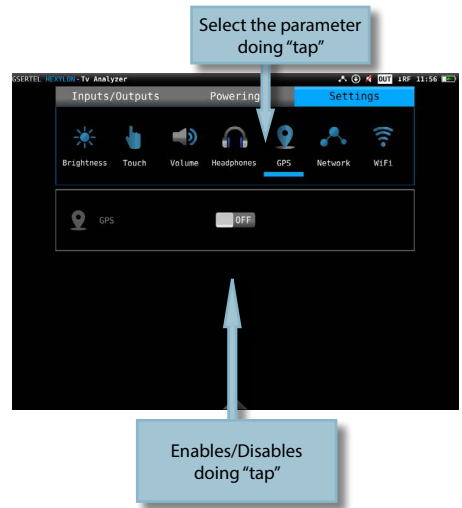 Select the parameter
doing “tap”
GSERTEL HEXYLON - Tv Analyzer OUT ↨RF 11:56
Inputs/Outputs Powering Settings
Brightness Touch Volume Headphones GPS Network WiFi
GPS OFF
Enables/Disables
doing “tap”